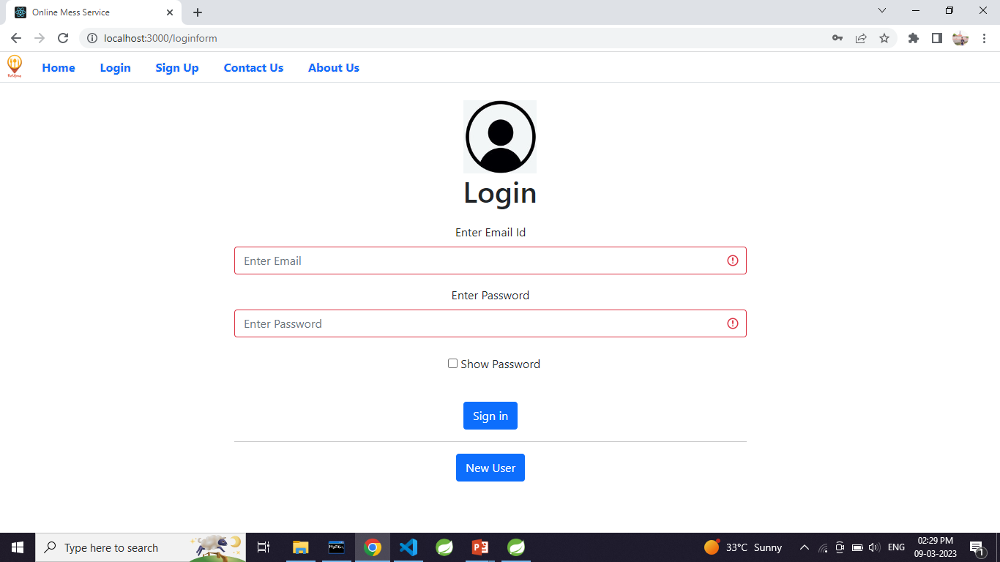 Online Mess Service
localhost:3000/loginform
Home Login Sign Up Contact Us About Us
Login
Enter Email Id
Enter Email
Enter Password
Enter Password
Show Password
Sign in
New User
Type here to search
MySQL
33°C Sunny
ENG
02:29 PM
09-03-2023
1